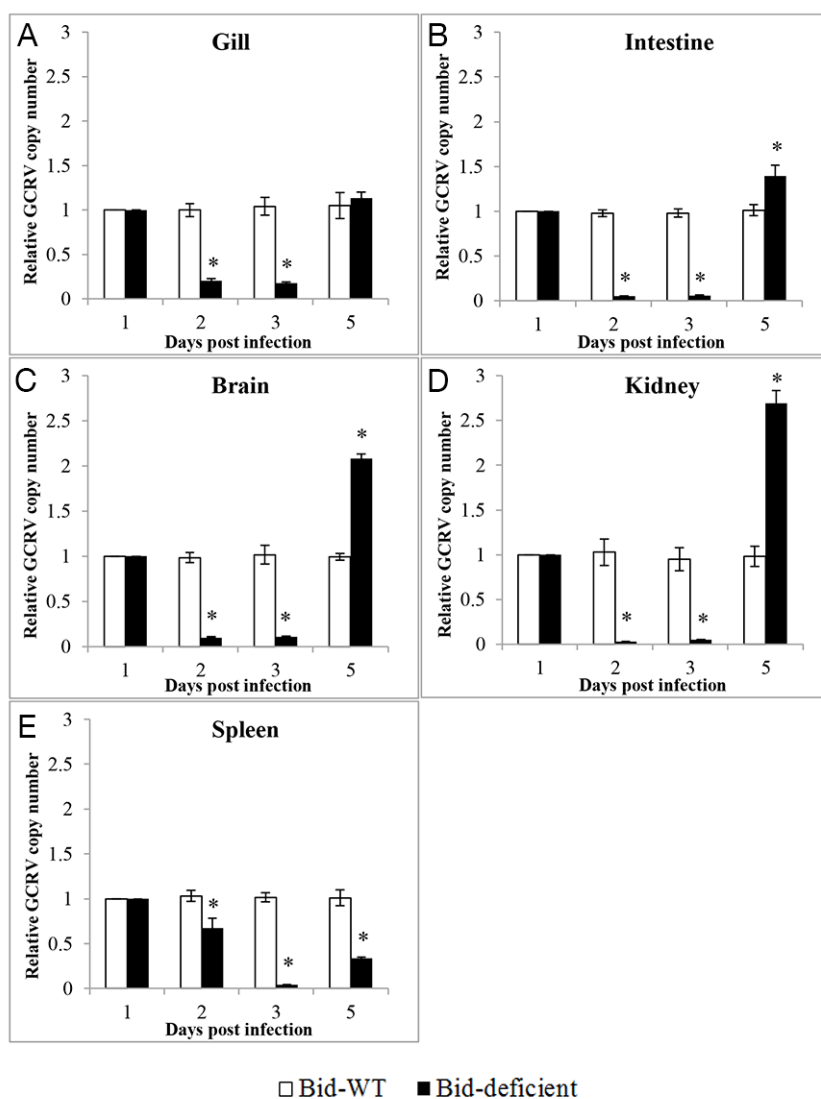 A
Gill
Relative GCRV copy number
3
2.5
2
1.5
1
0.5
0
* *
1 2 3 5
Days post infection
B
Intestine
Relative GCRV copy number
3
2.5
2
1.5
1
0.5
0
* * *
1 2 3 5
Days post infection
C
Brain
Relative GCRV copy number
3
2.5
2
1.5
1
0.5
0
* * *
1 2 3 5
Days post infection
D
Kidney
Relative GCRV copy number
3
2.5
2
1.5
1
0.5
0
* * *
1 2 3 5
Days post infection
E
Spleen
Relative GCRV copy number
3
2.5
2
1.5
1
0.5
0
* * *
1 2 3 5
Days post infection
Bid-WT Bid-deficient